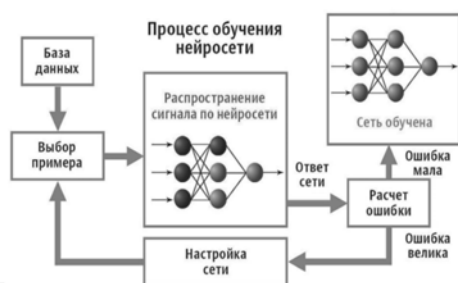 Процесс обучения
нейросети
База
данных
Выбор
примера
Распространение
сигнала по нейросети
Сеть обучена
Ответ
сети
Ошибка
мала
Расчет
ошибки
Ошибка
велика
Настройка
сети